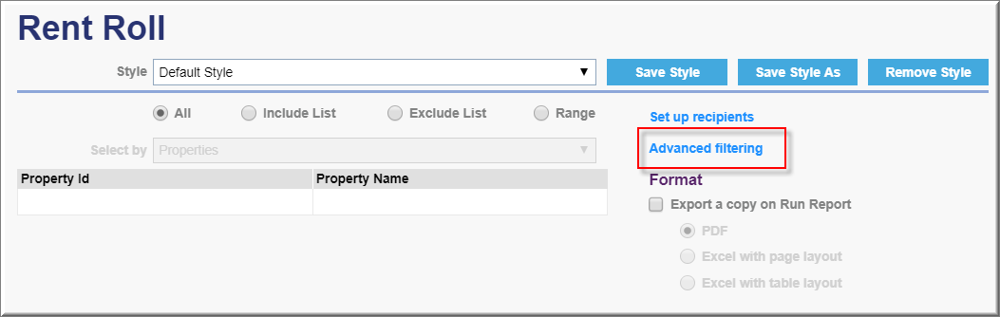 Rent Roll
Style Default Style Save Style Save Style As Remove Style
All Include List Exclude List Range
Select by Properties
Property Id Property Name
Set up recipients
Advanced filtering
Format
Export a copy on Run Report
PDF
Excel with page layout
Excel with table layout